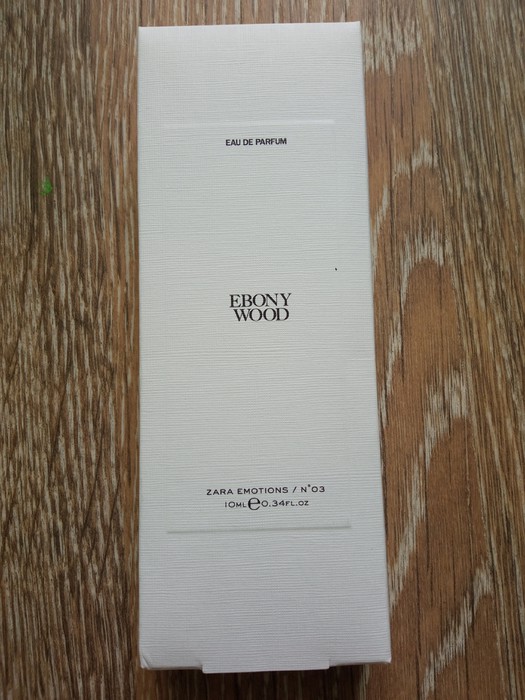 EAU DE PARFUM
EBONY
WOOD
ZARA EMOTIONS / N°03
10ML℮0.34FL.OZ